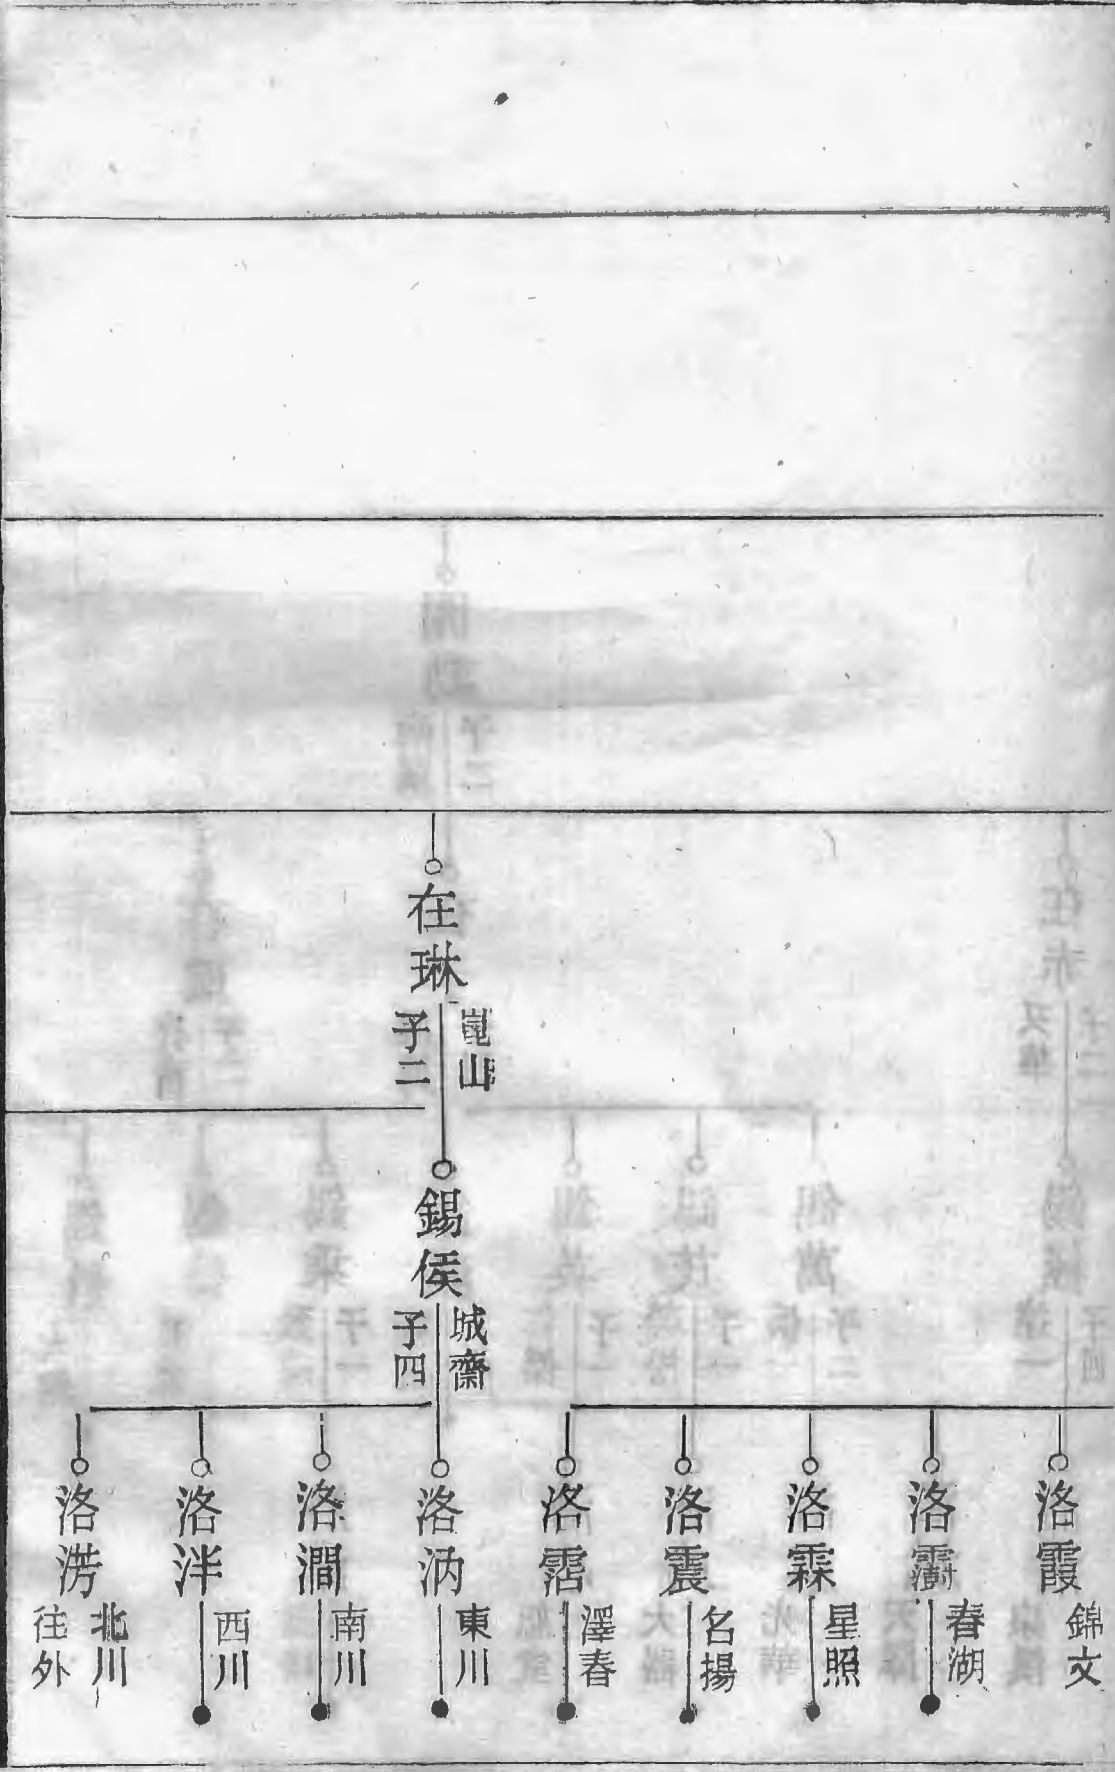 在琳
崑山
子二
錫侯
城齋
子四
洛霞
錦文
洛
春湖
洛霖
星照
洛震
名揚
洛霑
澤春
洛汭
東川
洛澗
南川
洛泮
西川
洛淓
北川
往外